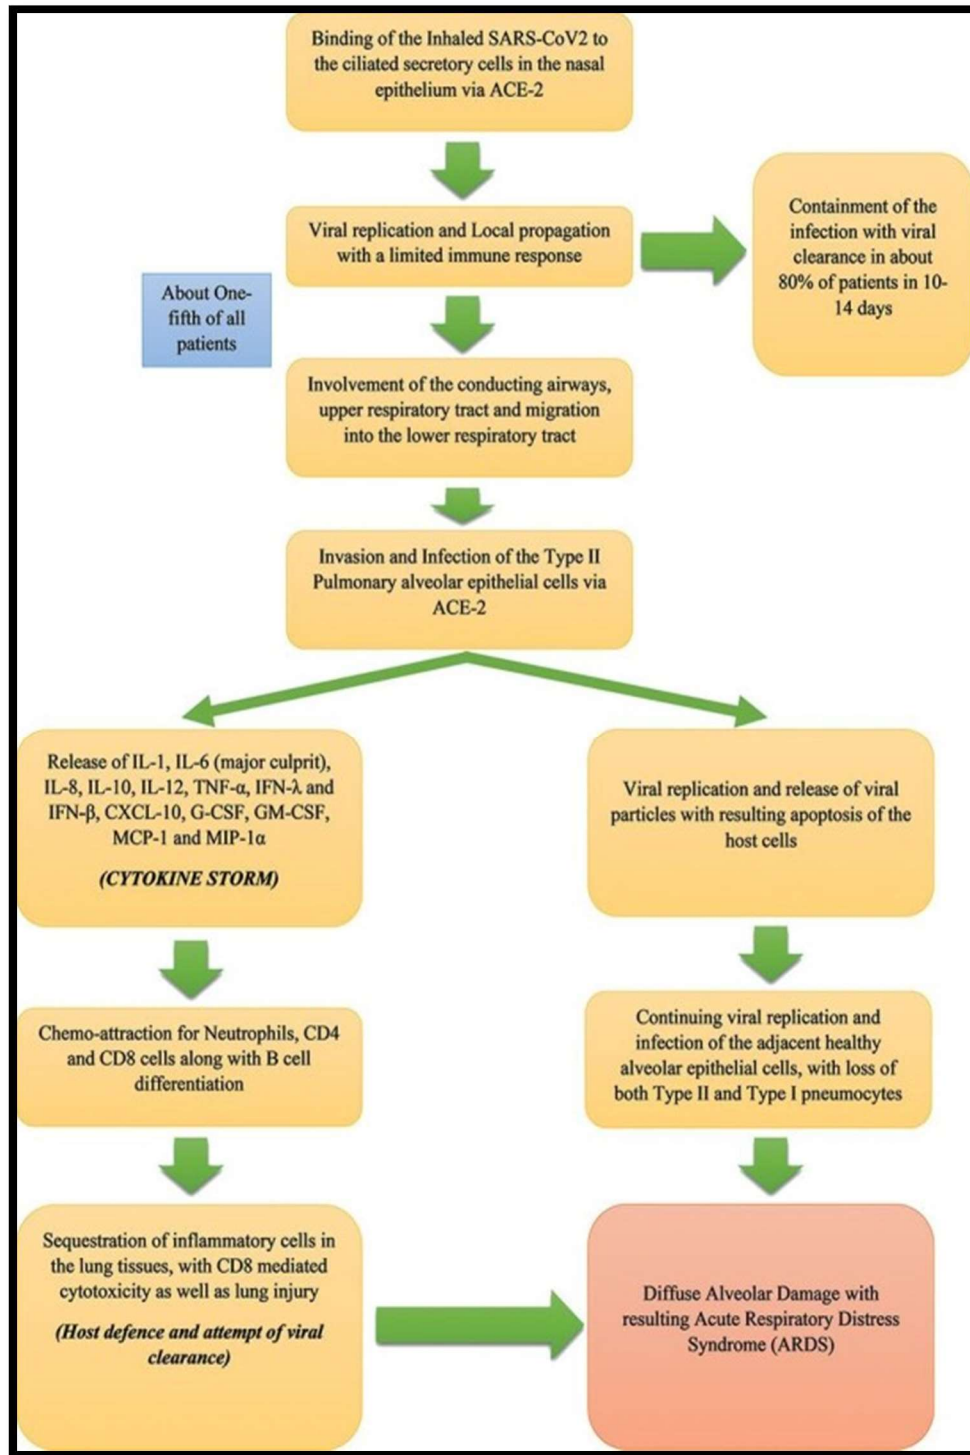 Binding of the Inhaled SARS-CoV2 to
the ciliated secretory cells in the nasal
epithelium via ACE-2
Viral replication and Local propagation
with a limited immune response
Containment of the
infection with viral
clearance in about
80% of patients in 10-
14 days
About One-
fifth of all
patients
Involvement of the conducting airways,
upper respiratory tract and migration
into the lower respiratory tract
Invasion and Infection of the Type II
Pulmonary alveolar epithelial cells via
ACE-2
Release of IL-1, IL-6 (major culprit),
IL-8, IL-10, IL-12, TNF-α, IFN-λ and
IFN-β, CXCL-10, G-CSF, GM-CSF,
MCP-1 and MIP-1α
(CYTOKINE STORM)
Viral replication and release of viral
particles with resulting apoptosis of the
host cells
Chemo-attraction for Neutrophils, CD4
and CD8 cells along with B cell
differentiation
Continuing viral replication and
infection of the adjacent healthy
alveolar epithelial cells, with loss of
both Type II and Type I pneumocytes
Sequestration of inflammatory cells in
the lung tissues, with CD8 mediated
cytotoxicity as well as lung injury
(Host defence and attempt of viral
clearance)
Diffuse Alveolar Damage with
resulting Acute Respiratory Distress
Syndrome (ARDS)